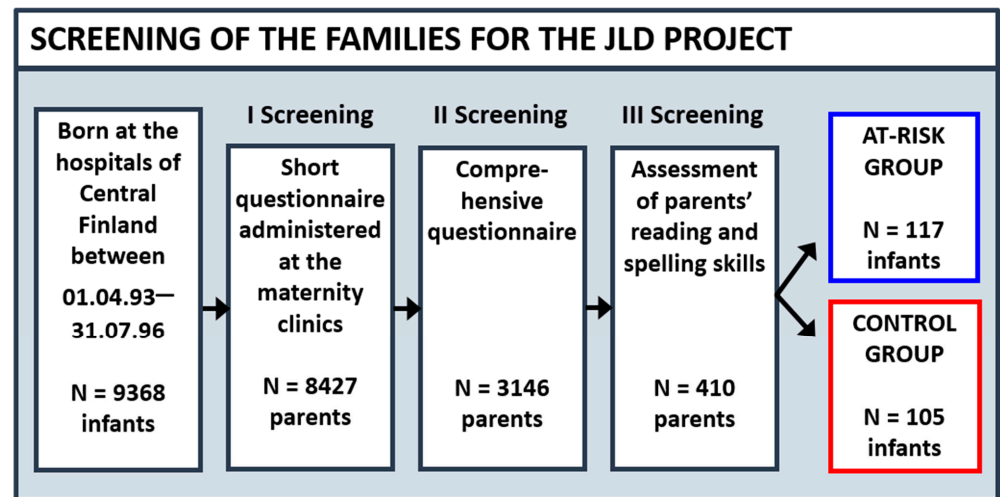 SCREENING OF THE FAMILIES FOR THE JLD PROJECT
Born at the
hospitals of
Central
Finland
between
01.04.93—
31.07.96
N = 9368
infants
I Screening
Short
questionnaire
administered
at the
maternity
clinics
N = 8427
parents
II Screening
Compre-
hensive
questionnaire
N = 3146
parents
III Screening
Assessment
of parents’
reading and
spelling skills
N = 410
parents
AT-RISK
GROUP
N = 117
infants
CONTROL
GROUP
N = 105
infants